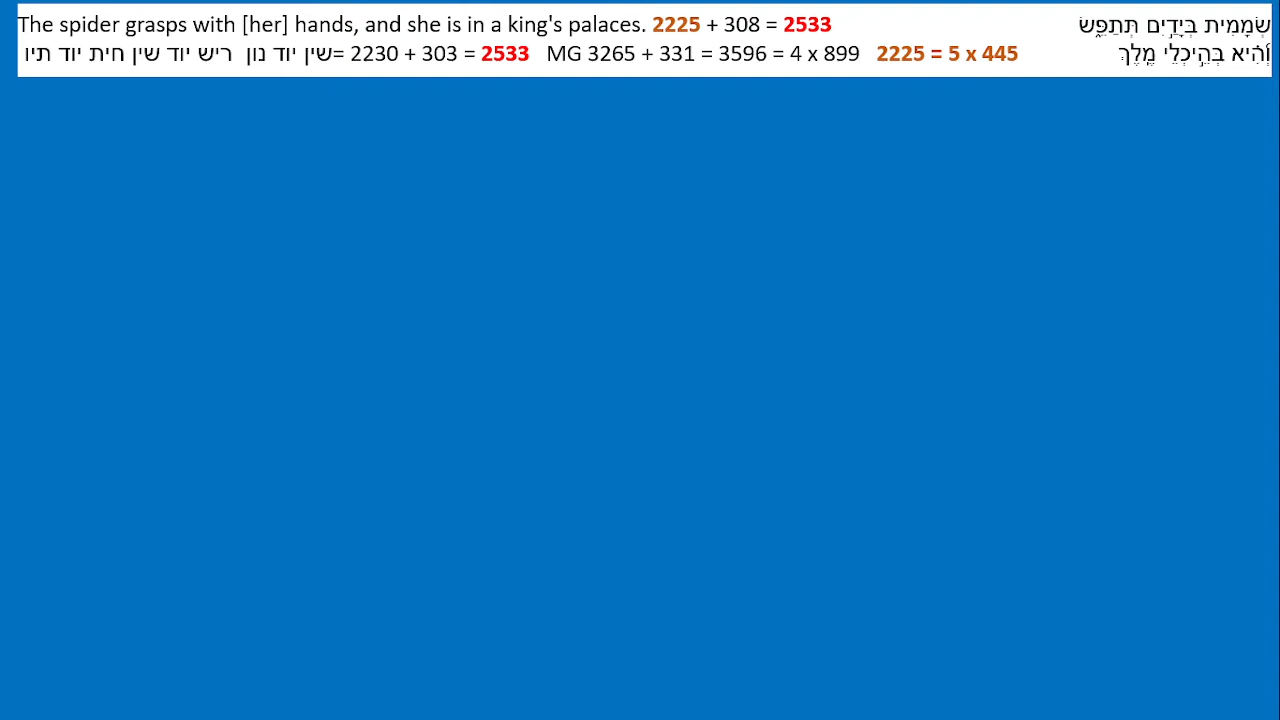 The spider grasps with [her] hands, and she is in a king's palaces. 2225 + 308 = 2533 שְׂ֭מָמִית בְּיָדַ֣יִם תְּתַפֵּ֑שׂ
שין יוד נון  ריש יוד שין חית יוד תיו= 2230 + 303 = 2533 MG 3265 + 331 = 3596 = 4 x 899 2225 = 5 x 445 וְ֝הִ֗יא בְּהֵ֣יכְלֵי מֶֽלֶךְ